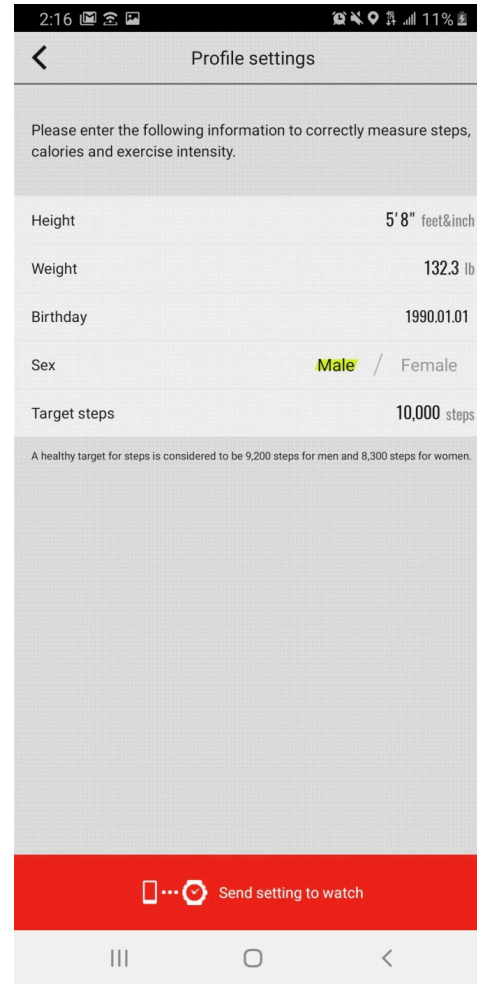 2:16 11%
Profile settings
Please enter the following information to correctly measure steps,
calories and exercise intensity.
Height 5'8" feet&inch
Weight 132.3 lb
Birthday 1990.01.01
Sex Male / Female
Target steps 10,000 steps
A healthy target for steps is considered to be 9,200 steps for men and 8,300 steps for women.
Send setting to watch